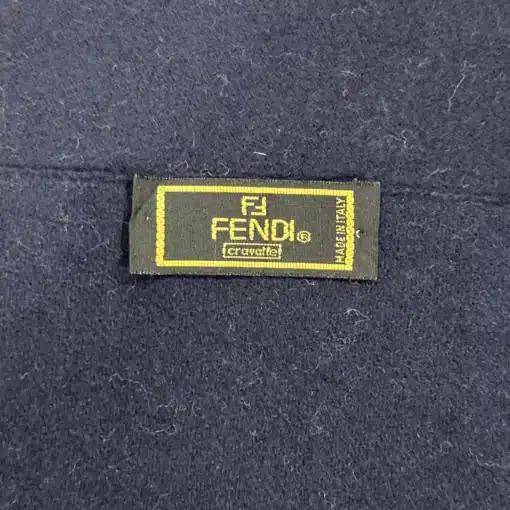 FF
FENDI®
cravatte
MADE IN ITALY